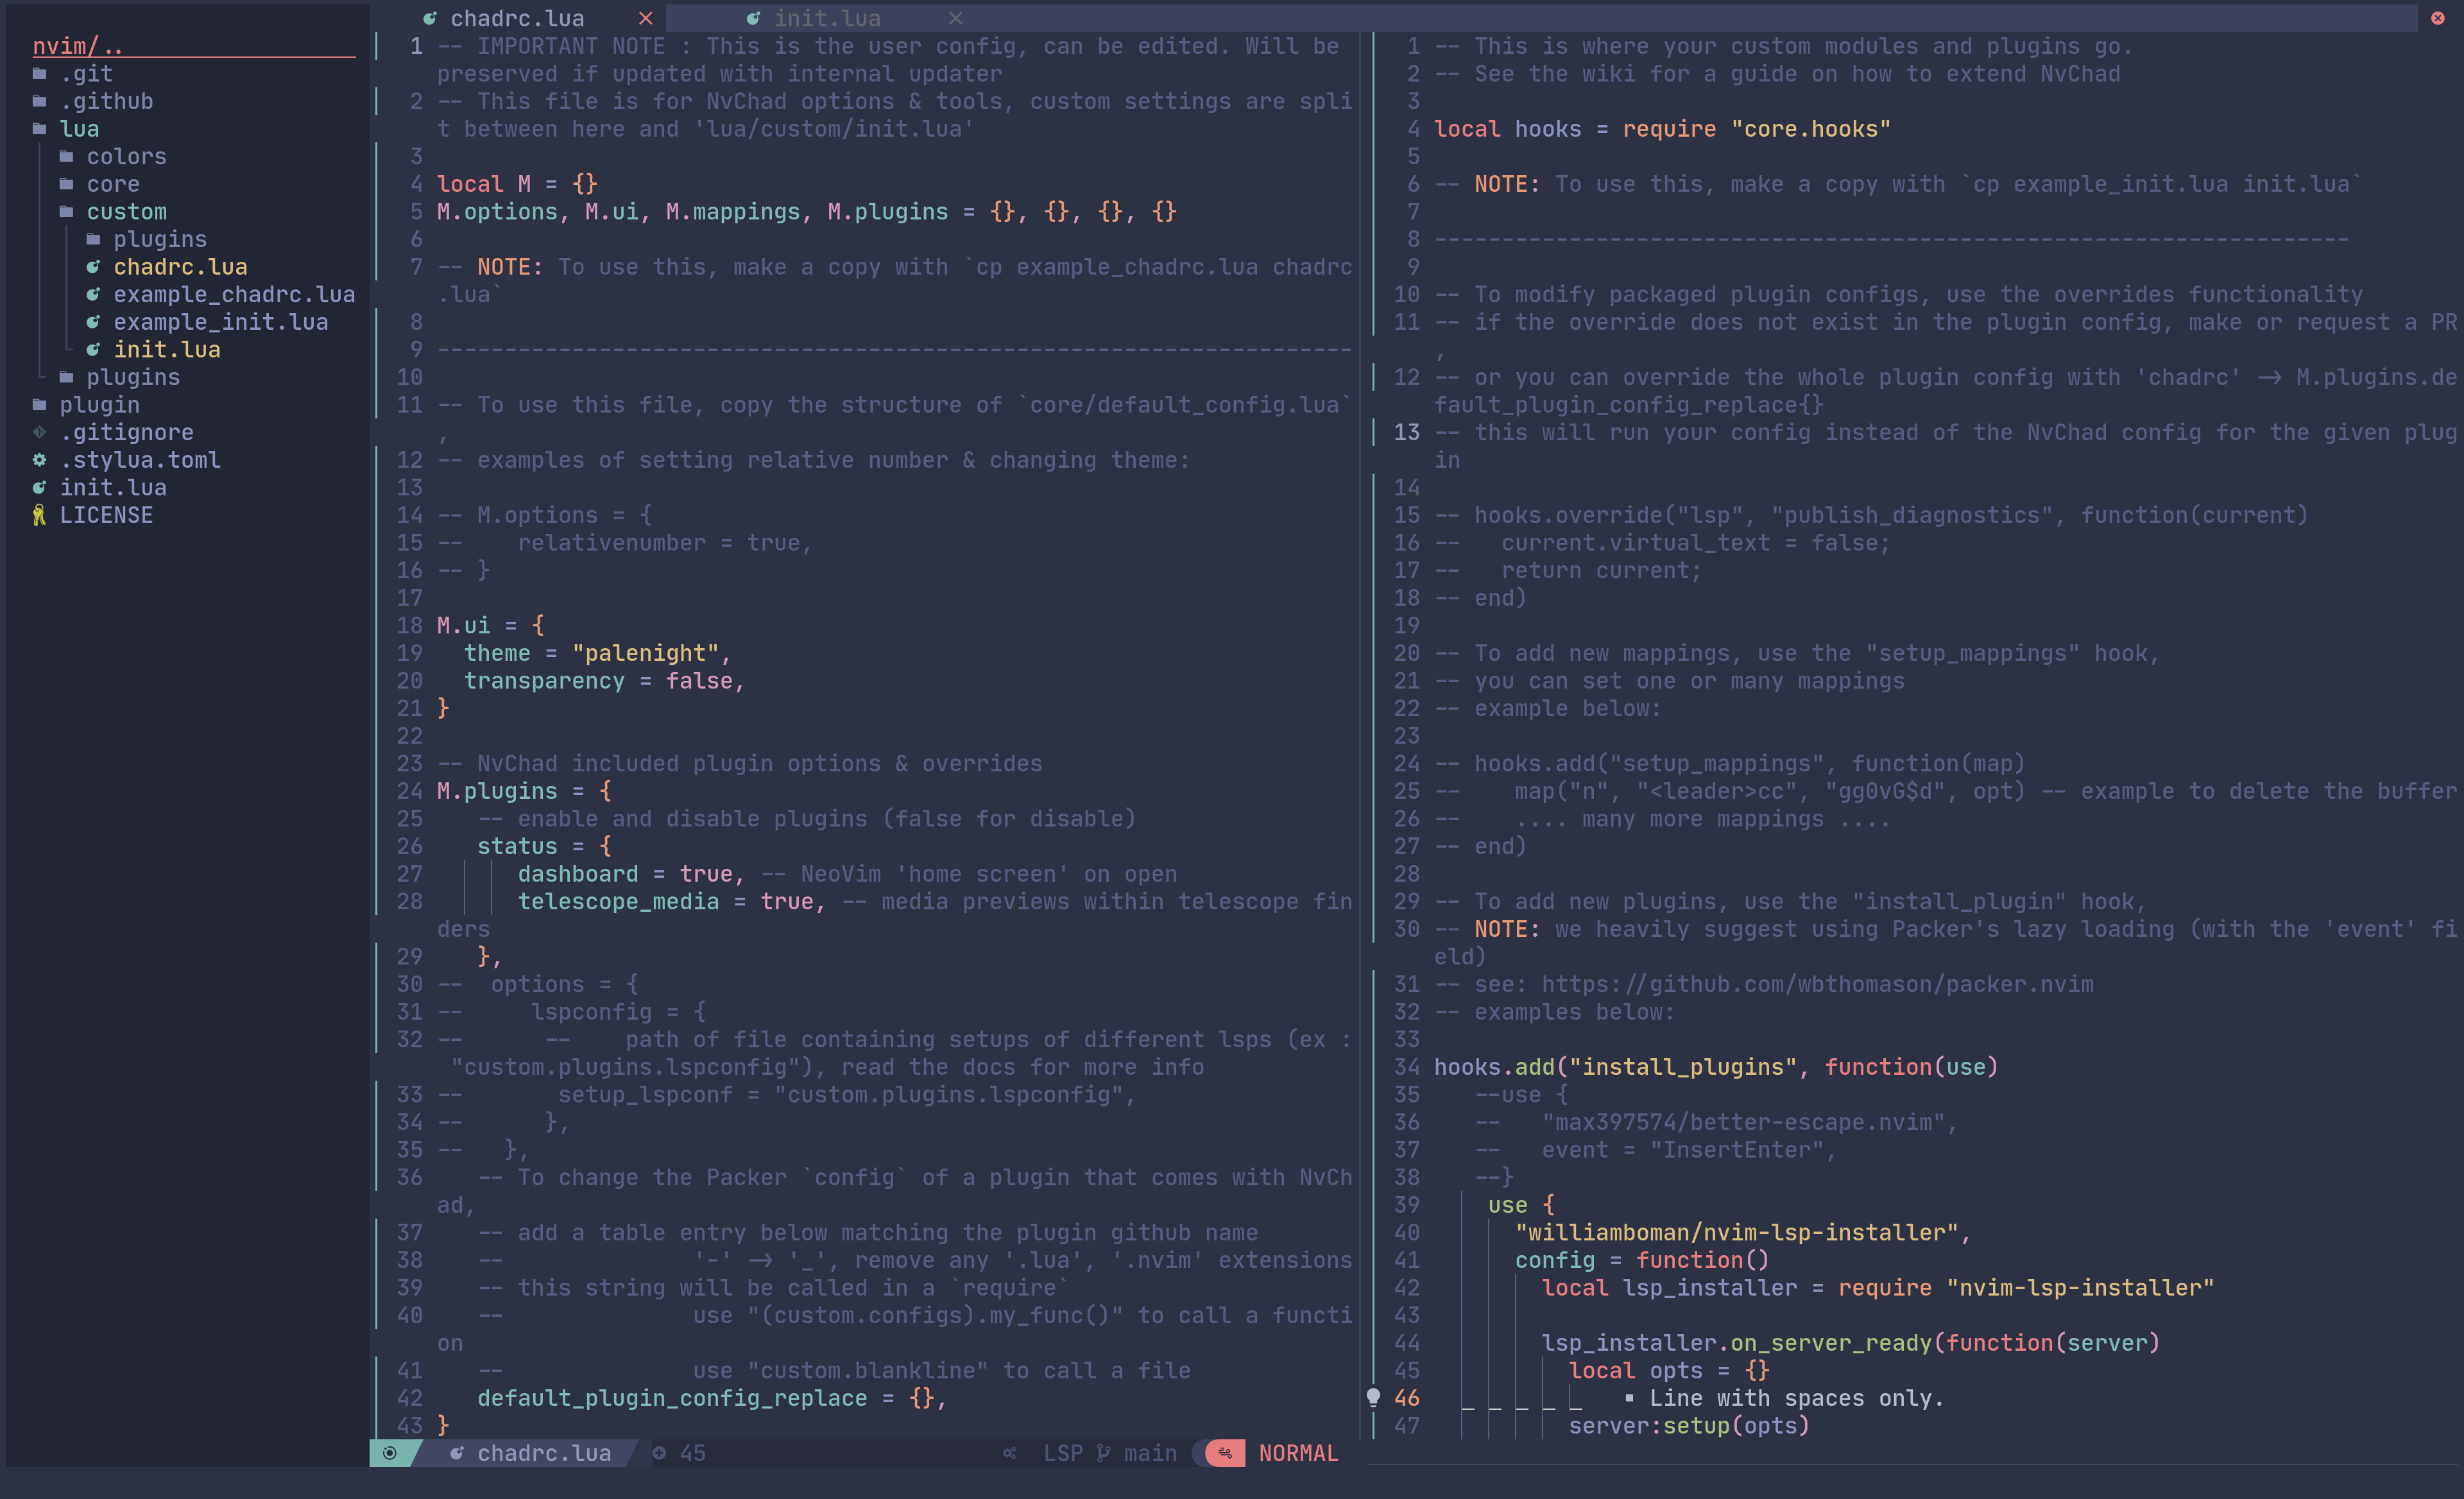 chadrc.lua
init.lua
nvim/..
.git
.github
lua
colors
core
custom
plugins
chadrc.lua
example_chadrc.lua
example_init.lua
init.lua
plugins
plugin
.gitignore
.stylua.toml
init.lua
LICENSE
1 -- IMPORTANT NOTE : This is the user config, can be edited. Will be
preserved if updated with internal updater
2 -- This file is for NvChad options & tools, custom settings are spli
t between here and 'lua/custom/init.lua'
3
4 local M = {}
5 M.options, M.ui, M.mappings, M.plugins = {}, {}, {}, {}
6
7 -- NOTE: To use this, make a copy with `cp example_chadrc.lua chadrc
.lua`
8
9 --------------------------------------------------------------------
10
11 -- To use this file, copy the structure of `core/default_config.lua`
,
12 -- examples of setting relative number & changing theme:
13
14 -- M.options = {
15 --    relativenumber = true,
16 -- }
17
18 M.ui = {
19   theme = "palenight",
20   transparency = false,
21 }
22
23 -- NvChad included plugin options & overrides
24 M.plugins = {
25    -- enable and disable plugins (false for disable)
26    status = {
27       dashboard = true, -- NeoVim 'home screen' on open
28       telescope_media = true, -- media previews within telescope fin
ders
29    },
30 --  options = {
31 --     lspconfig = {
32 --      --    path of file containing setups of different lsps (ex :
 "custom.plugins.lspconfig"), read the docs for more info
33 --       setup_lspconf = "custom.plugins.lspconfig",
34 --      },
35 --   },
36    -- To change the Packer `config` of a plugin that comes with NvCh
ad,
37    -- add a table entry below matching the plugin github name
38    --              '-' -> '_', remove any '.lua', '.nvim' extensions
39    -- this string will be called in a `require`
40    --              use "(custom.configs).my_func()" to call a functi
on
41    --              use "custom.blankline" to call a file
42    default_plugin_config_replace = {},
43 }
chadrc.lua 45 LSP main NORMAL
1 -- This is where your custom modules and plugins go.
2 -- See the wiki for a guide on how to extend NvChad
3
4 local hooks = require "core.hooks"
5
6 -- NOTE: To use this, make a copy with `cp example_init.lua init.lua`
7
8 --------------------------------------------------------------------
9
10 -- To modify packaged plugin configs, use the overrides functionality
11 -- if the override does not exist in the plugin config, make or request a PR
,
12 -- or you can override the whole plugin config with 'chadrc' -> M.plugins.de
fault_plugin_config_replace{}
13 -- this will run your config instead of the NvChad config for the given plug
in
14
15 -- hooks.override("lsp", "publish_diagnostics", function(current)
16 --   current.virtual_text = false;
17 --   return current;
18 -- end)
19
20 -- To add new mappings, use the "setup_mappings" hook,
21 -- you can set one or many mappings
22 -- example below:
23
24 -- hooks.add("setup_mappings", function(map)
25 --    map("n", "<leader>cc", "gg0vG$d", opt) -- example to delete the buffer
26 --    .... many more mappings ....
27 -- end)
28
29 -- To add new plugins, use the "install_plugin" hook,
30 -- NOTE: we heavily suggest using Packer's lazy loading (with the 'event' fi
eld)
31 -- see: https://github.com/wbthomason/packer.nvim
32 -- examples below:
33
34 hooks.add("install_plugins", function(use)
35    --use {
36    --   "max397574/better-escape.nvim",
37    --   event = "InsertEnter",
38    --}
39     use {
40       "williamboman/nvim-lsp-installer",
41       config = function()
42         local lsp_installer = require "nvim-lsp-installer"
43
44         lsp_installer.on_server_ready(function(server)
45           local opts = {}
46 _ _ _ _ _ ▪ Line with spaces only.
47           server:setup(opts)